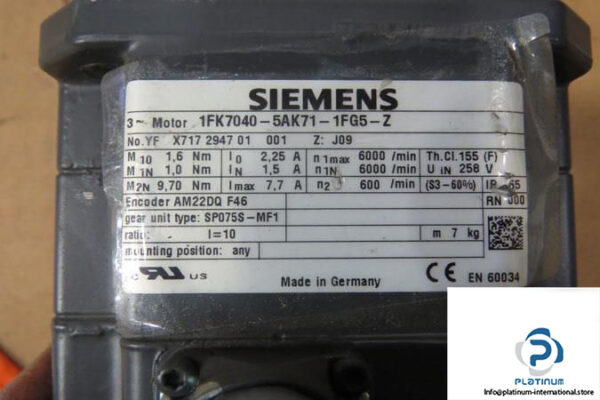 SIEMENS
3~ Motor 1FK7040-5AK71-1FG5-Z
No.YF X717 2947 01 001 Z: J09
M10 1,6 Nm I0 2,25 A n1max 6000 /min Th.Cl.155 (F)
M1N 1,0 Nm IN 1,5 A n1N 6000 /min U IN 258 V
M2N 9,70 Nm Imax 7,7 A n2 600 /min (S3-60%) IP 65
Encoder AM22DQ F46 RN 000
gear unit type: SP075S-MF1
ratio: i=10 m 7 kg
mounting position: any
c RU US Made in Germany CE EN 60034
PLATINUM
Info@platinum-international.store